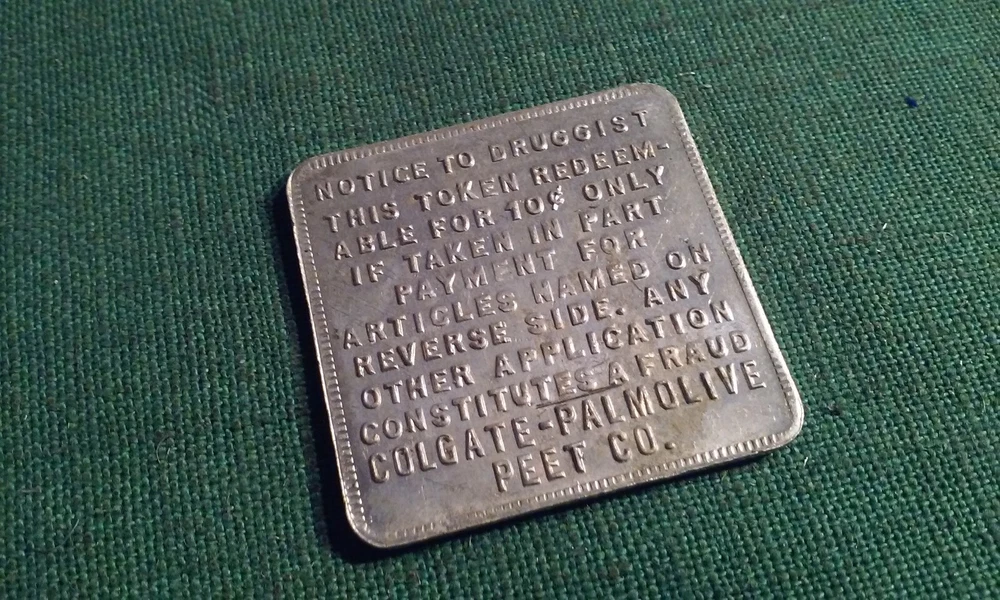 NOTICE TO DRUGGIST
THIS TOKEN REDEEM-
ABLE FOR 10¢ ONLY
IF TAKEN IN PART
PAYMENT FOR
ARTICLES NAMED ON
REVERSE SIDE. ANY
OTHER APPLICATION
CONSTITUTES A FRAUD
COLGATE-PALMOLIVE
PEET CO.